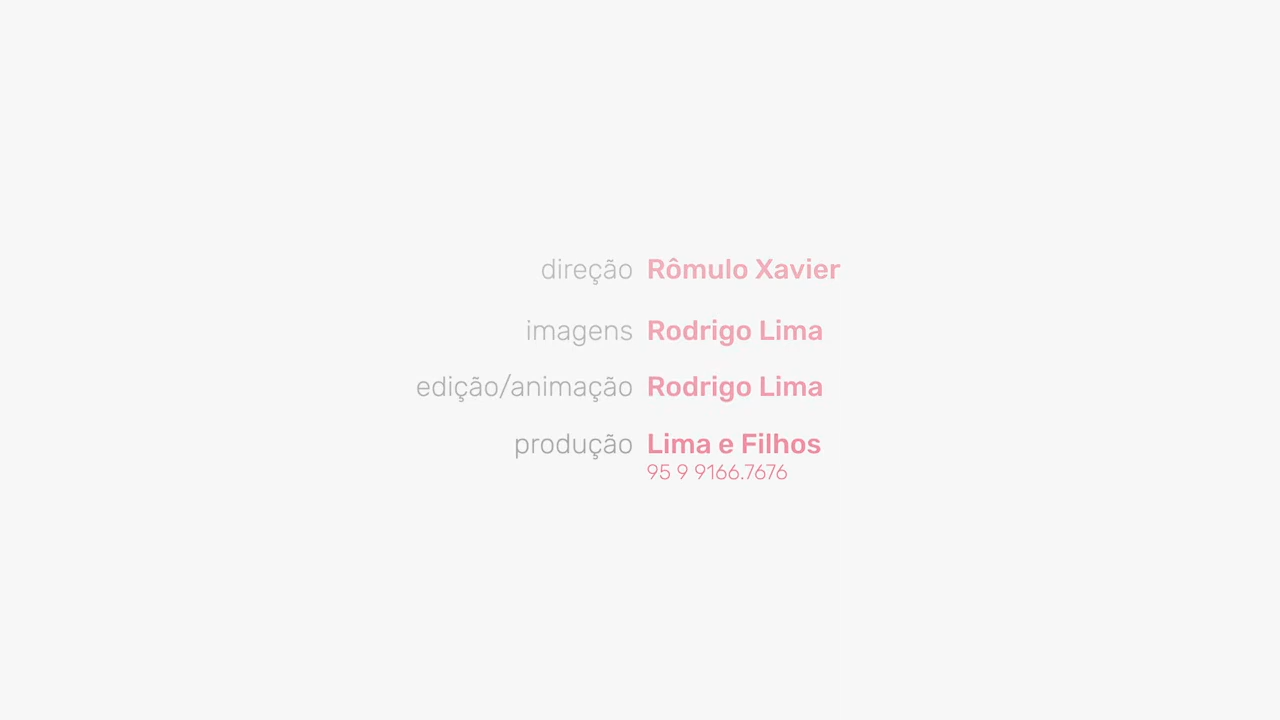 direção Rômulo Xavier
imagens Rodrigo Lima
edição/animação Rodrigo Lima
produção Lima e Filhos
95 9 9166.7676